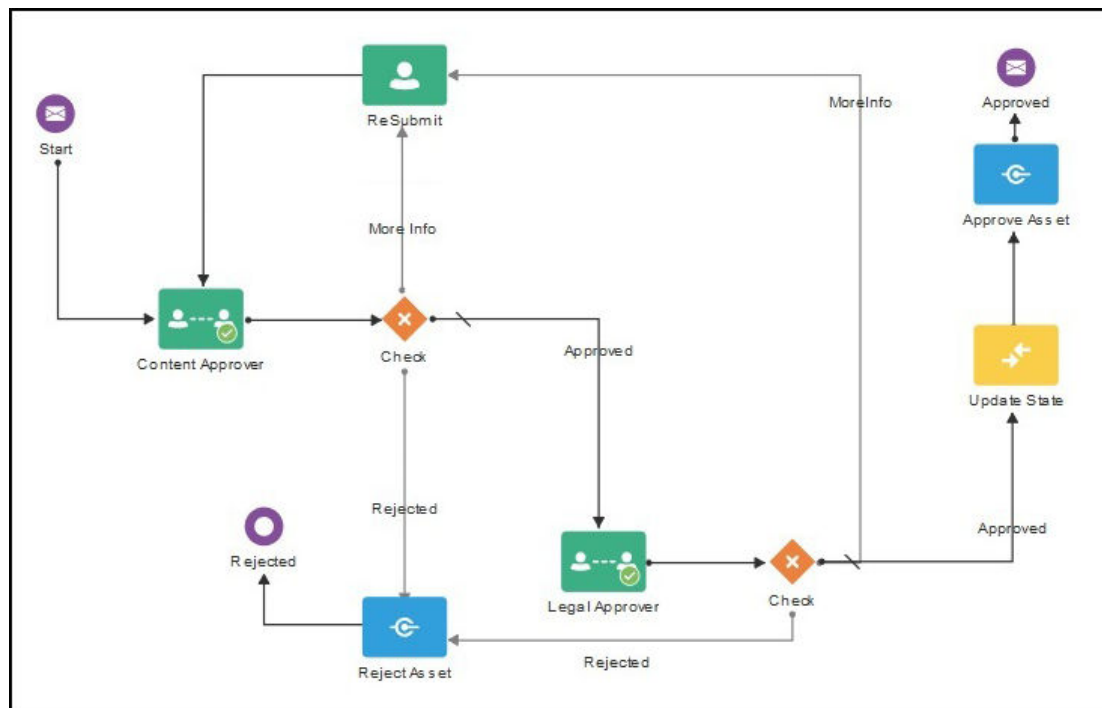 ReSubmit
MoreInfo
Approved
Start
Approve Asset
More Info
Content Approver
Check
Approved
Update State
Rejected
Approved
Rejected
Legal Approver
Check
Reject Asset
Rejected